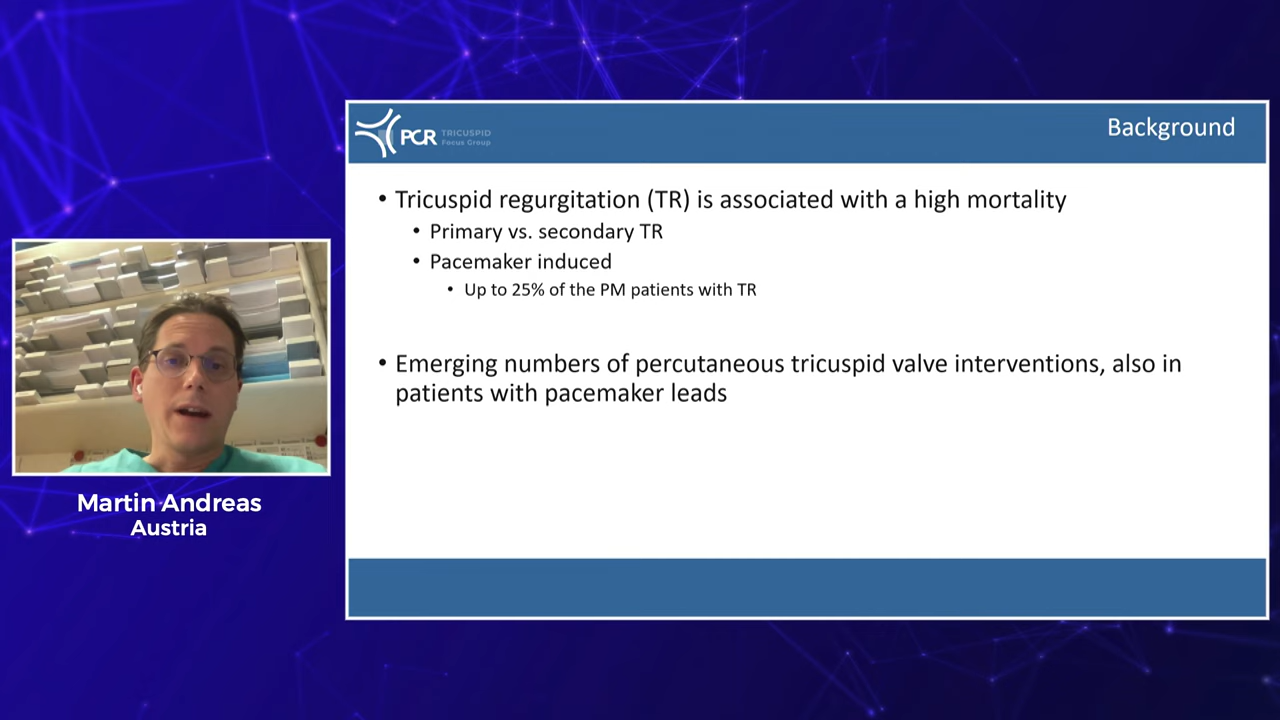 PCR TRICUSPID
Focus Group
Background
• Tricuspid regurgitation (TR) is associated with a high mortality
• Primary vs. secondary TR
• Pacemaker induced
• Up to 25% of the PM patients with TR
• Emerging numbers of percutaneous tricuspid valve interventions, also in
patients with pacemaker leads
Martin Andreas
Austria